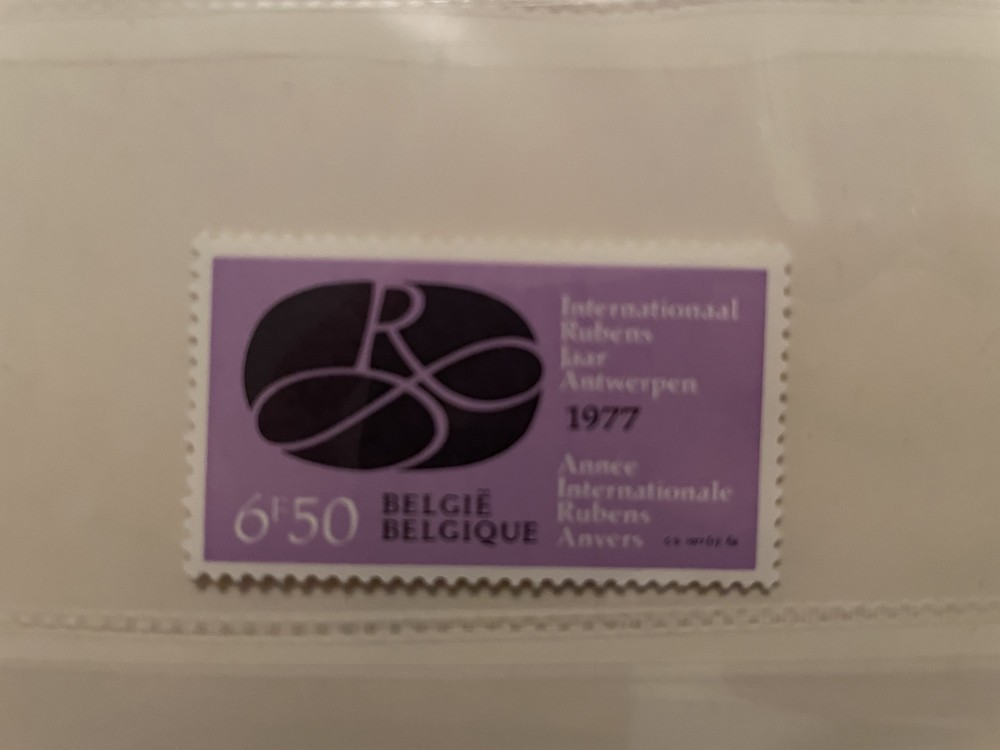 R
Internationaal
Rubens
Jaar
Antwerpen
1977
Année
Internationale
Rubens
Anvers
6F50
BELGIË
BELGIQUE